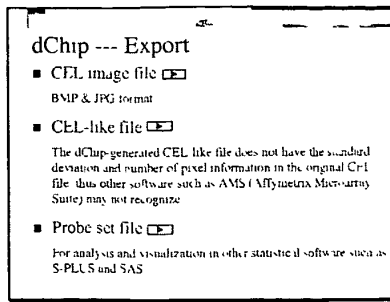 dChip --- Export
CEL image file
BMP & JPG format
CEL-like file
The dChip-generated CEL like file does not have the standard
deviation and number of pixel information in the original CEL
file thus other software such as AMS (Affymetrix Microarray
Suite) may not recognize
Probe set file
For analysis and visualization in other statistical software such as
S-PLUS and SAS